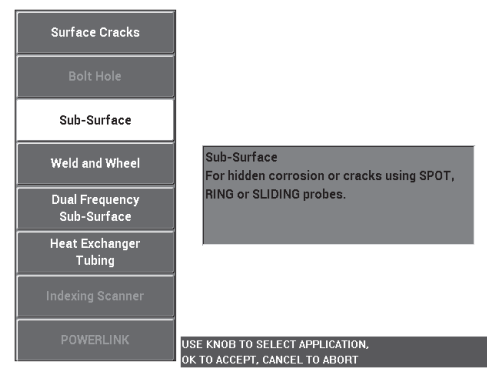 Surface Cracks
Bolt Hole
Sub-Surface
Weld and Wheel
Dual Frequency
Sub-Surface
Heat Exchanger
Tubing
Indexing Scanner
POWERLINK
Sub-Surface
For hidden corrosion or cracks using SPOT,
RING or SLIDING probes.
USE KNOB TO SELECT APPLICATION,
OK TO ACCEPT, CANCEL TO ABORT